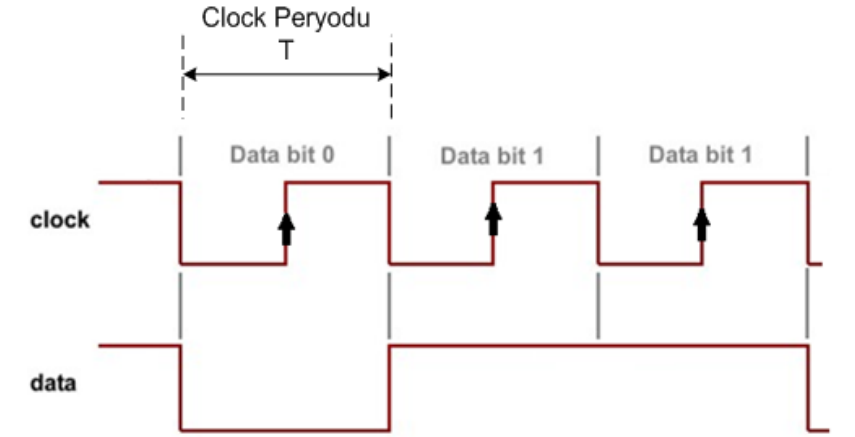 Clock Peryodu
T
Data bit 0
Data bit 1
Data bit 1
clock
data